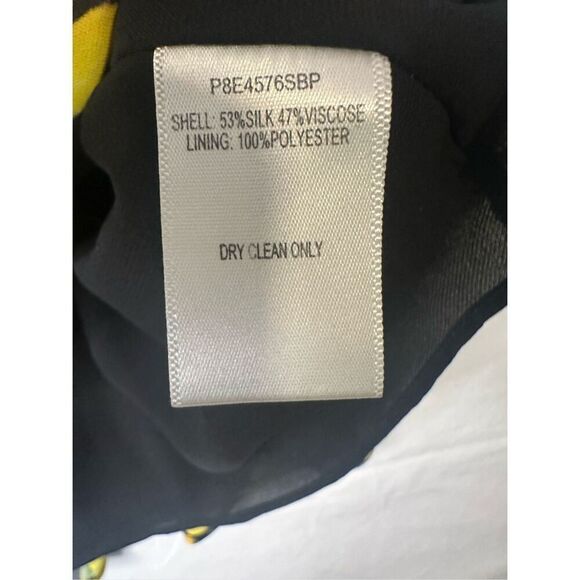 P8E4576SBP
SHELL: 53%SILK 47%VISCOSE
LINING: 100%POLYESTER
DRY CLEAN ONLY